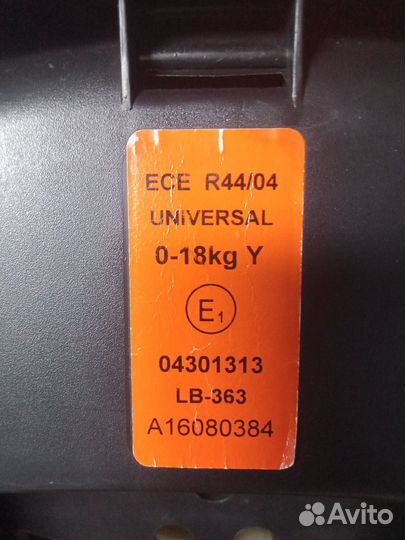 ECE R44/04
UNIVERSAL
0-18kg Y
E1
04301313
LB-363
A16080384
Avito